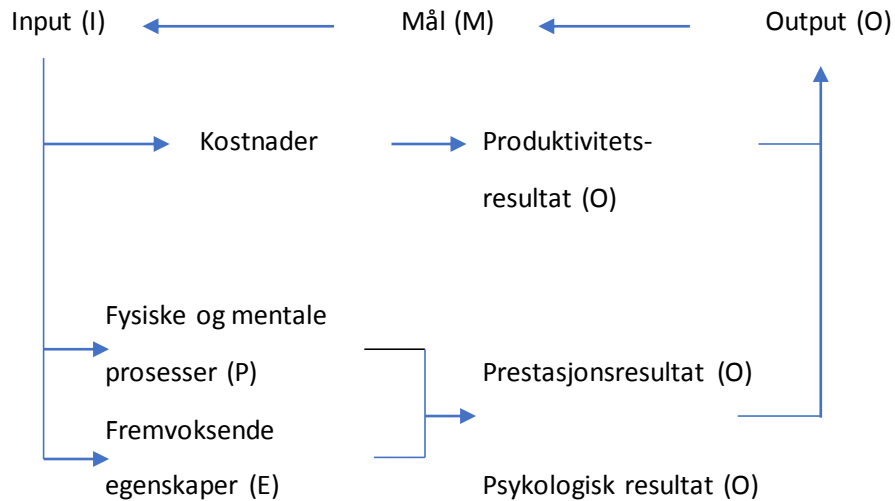 Input (I) Mål (M) Output (O)
Kostnader
Produktivitets-
resultat (O)
Fysiske og mentale
prosesser (P)
Fremvoksende
egenskaper (E)
Prestasjonsresultat (O)
Psykologisk resultat (O)